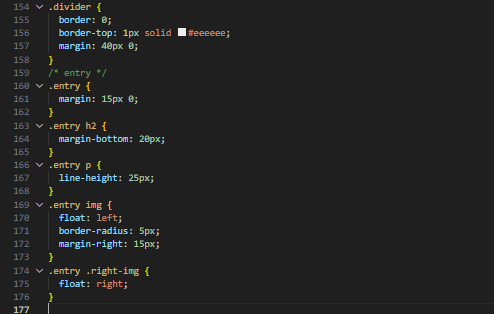 154 .divider {
155 border: 0;
156 border-top: 1px solid #eeeeee;
157 margin: 40px 0;
158 }
159 /* entry */
160 .entry {
161 margin: 15px 0;
162 }
163 .entry h2 {
164 margin-bottom: 20px;
165 }
166 .entry p {
167 line-height: 25px;
168 }
169 .entry img {
170 float: left;
171 border-radius: 5px;
172 margin-right: 15px;
173 }
174 .entry .right-img {
175 float: right;
176 }
177